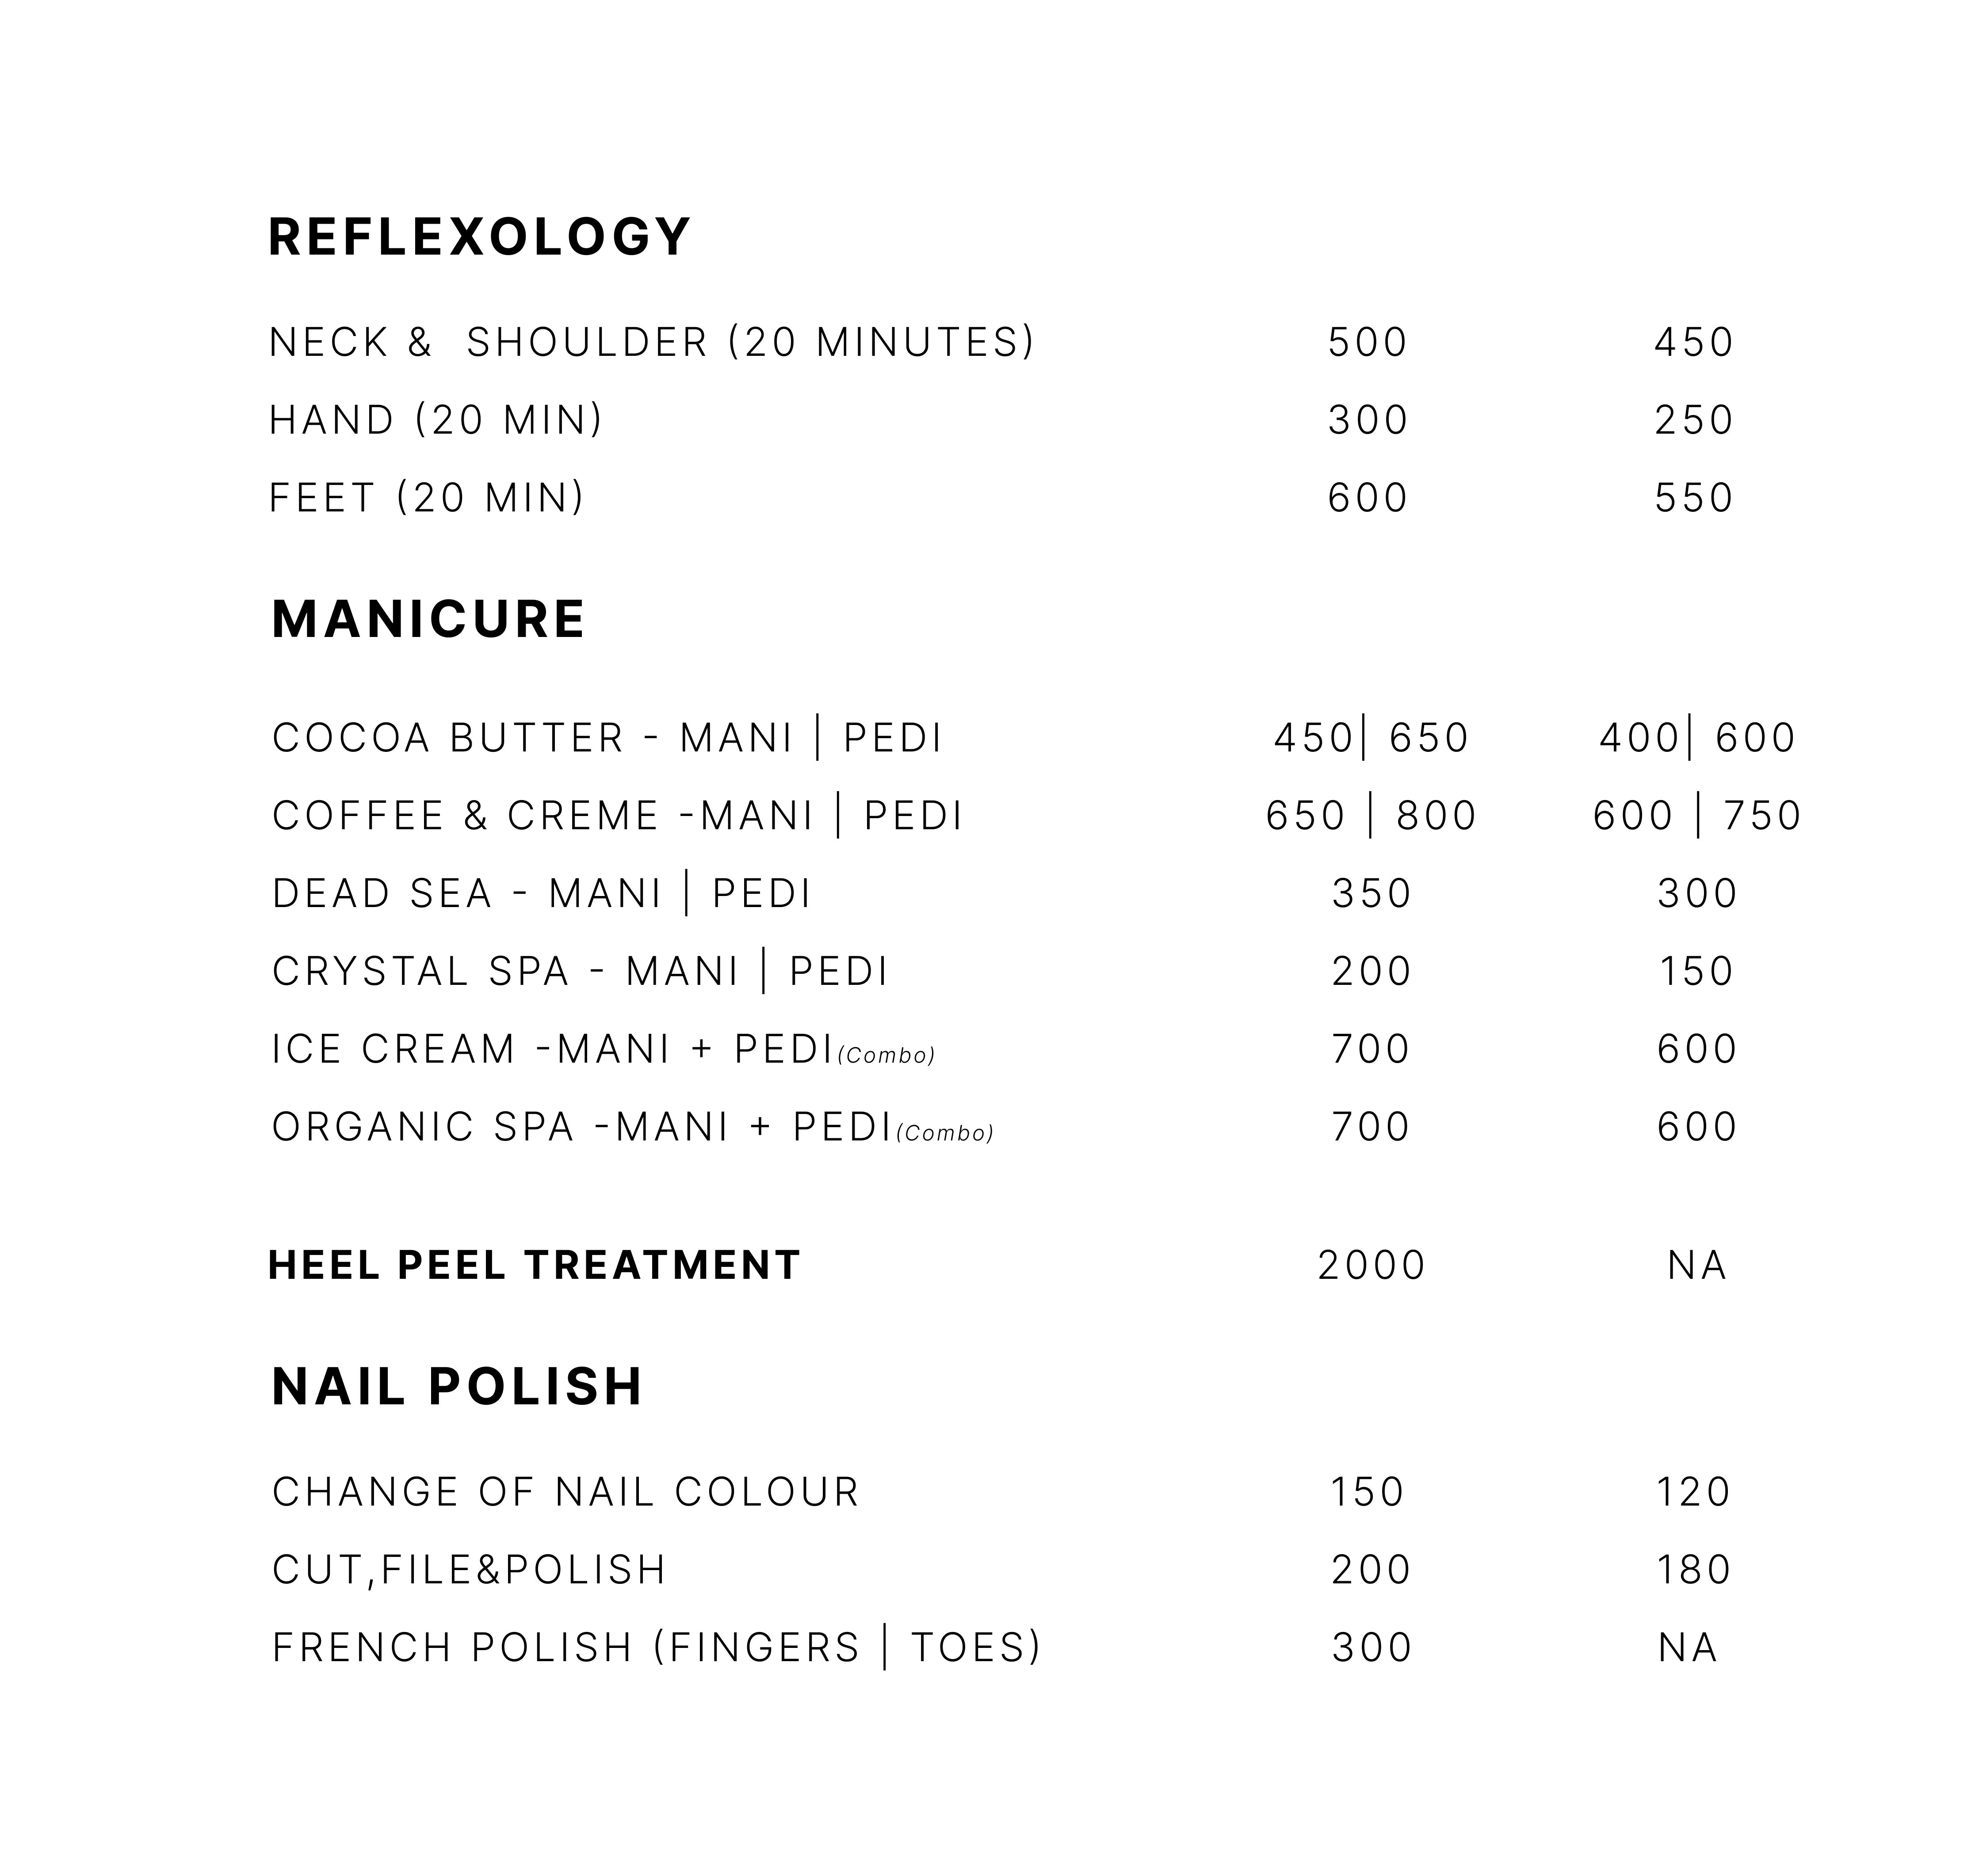 REFLEXOLOGY
NECK & SHOULDER (20 MINUTES) 500 450
HAND (20 MIN) 300 250
FEET (20 MIN) 600 550
MANICURE
COCOA BUTTER - MANI | PEDI 450| 650 400| 600
COFFEE & CREME -MANI | PEDI 650 | 800 600 | 750
DEAD SEA - MANI | PEDI 350 300
CRYSTAL SPA - MANI | PEDI 200 150
ICE CREAM -MANI + PEDI(Combo) 700 600
ORGANIC SPA -MANI + PEDI(Combo) 700 600
HEEL PEEL TREATMENT 2000 NA
NAIL POLISH
CHANGE OF NAIL COLOUR 150 120
CUT,FILE&POLISH 200 180
FRENCH POLISH (FINGERS | TOES) 300 NA